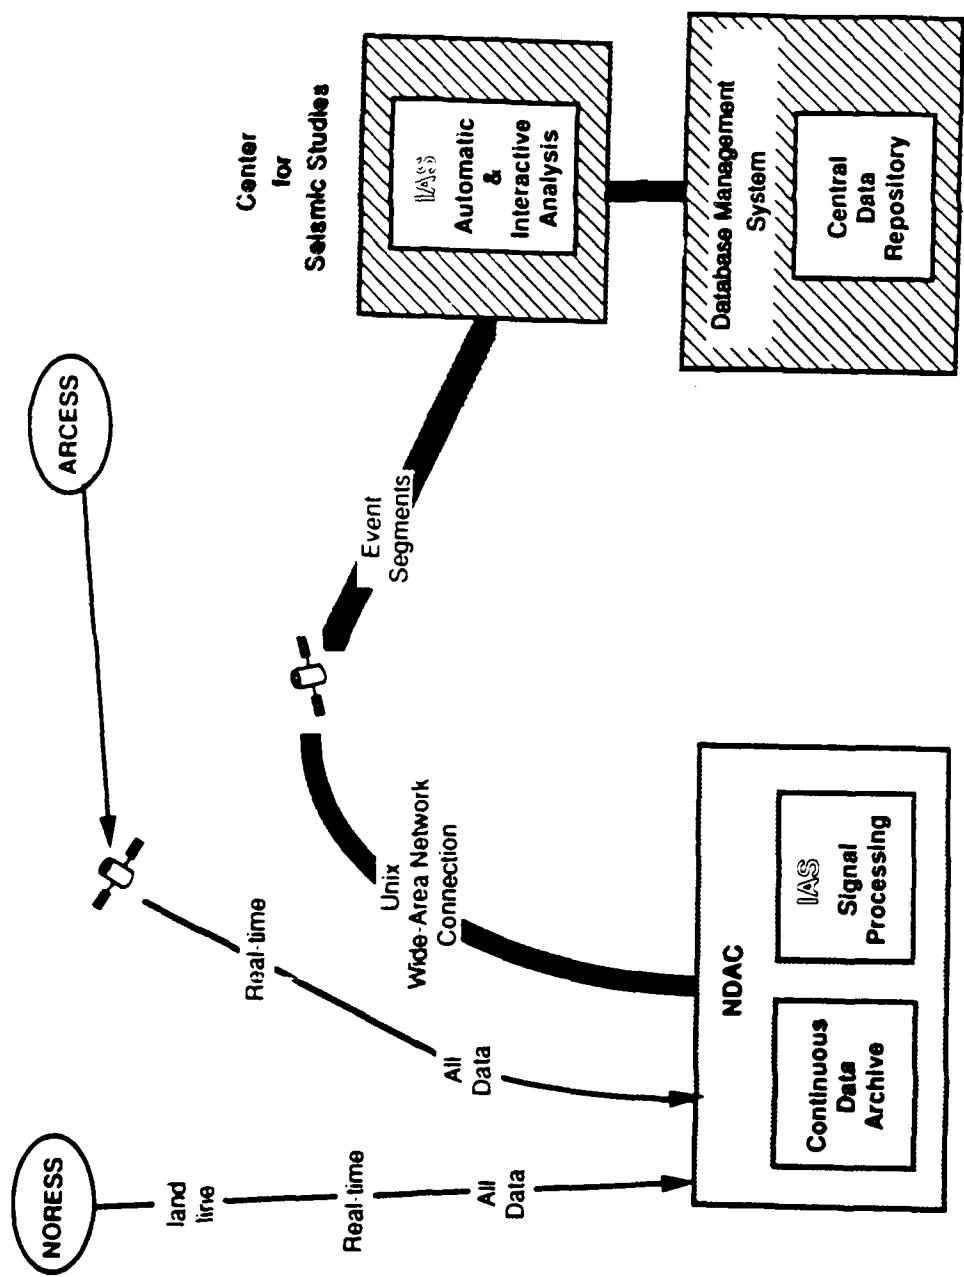 NORESS
land
line
Real-time
All
Data
ARCESS
Real-time
All
Data
NDAC
Continuous
Data
Archive
IAS
Signal
Processing
Unix
Wide-Area Network
Connection
Event
Segments
Center
for
Seismic Studies
IAS
Automatic
&
Interactive
Analysis
Database Management
System
Central
Data
Repository